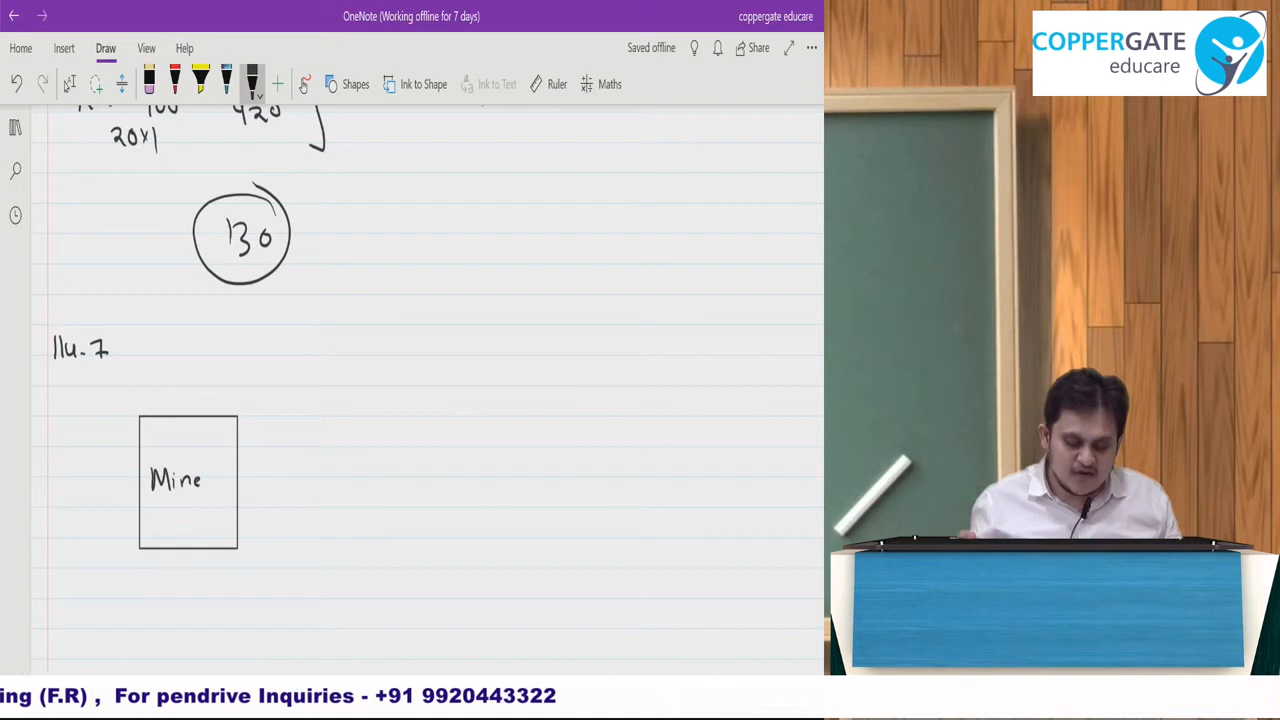 OneNote (Working offline for 7 days)
coppergate educare
Home Insert Draw View Help
Saved offline Share
Shapes Ink to Shape Ink to Text Ruler Maths
100 420
20x1
130
Illu-7
Mine
COPPERGATE
educare
ing (F.R) , For pendrive Inquiries - +91 9920443322